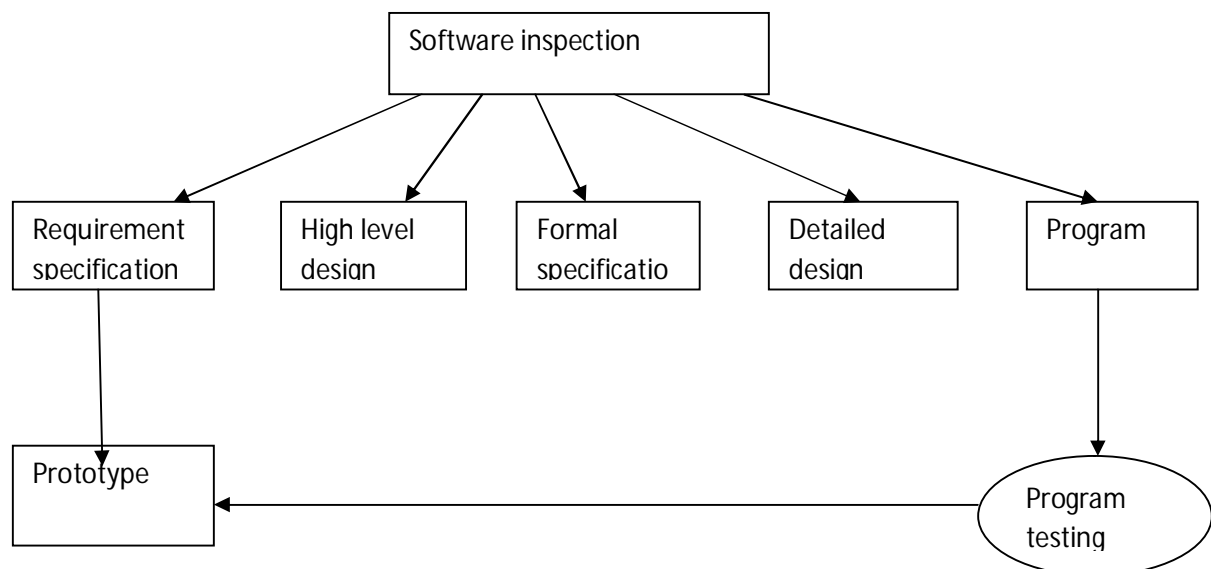 Software inspection
Requirement
specification
High level
design
Formal
specificatio
Detailed
design
Program
Prototype
Program
testing